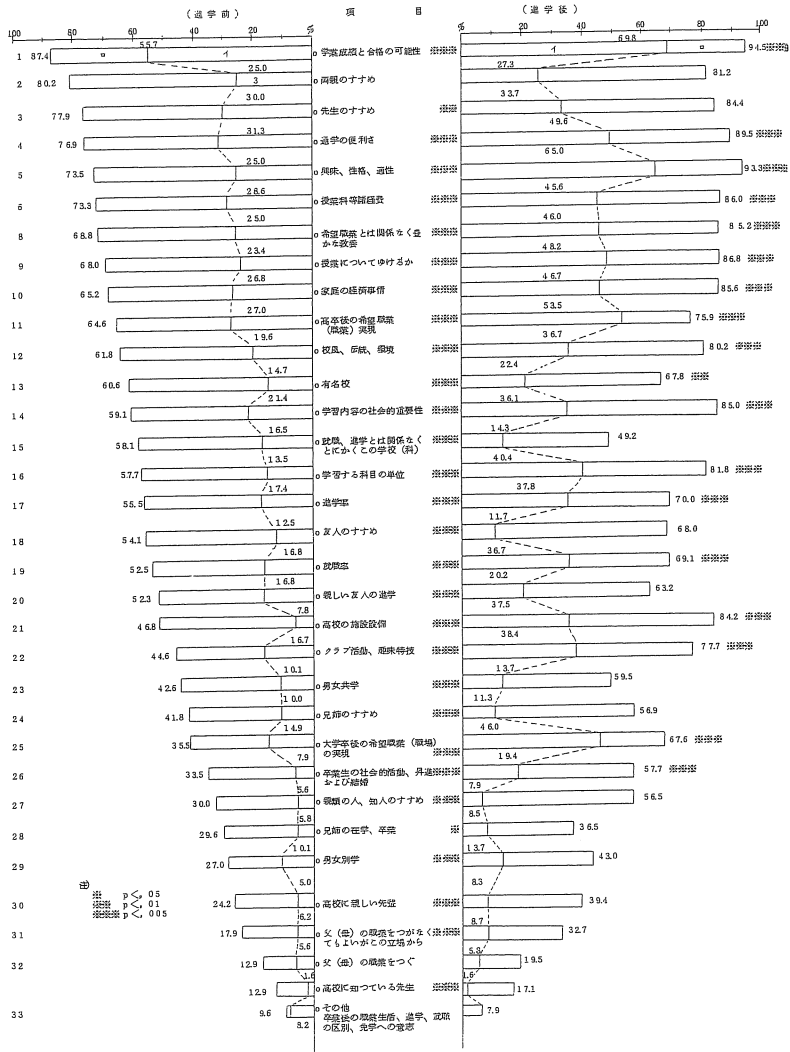 (進学前) 項 目 (進学後)
100 80 60 40 20 % % 20 40 60 80 100
1 87.4 ロ 55.7 イ ○学業成績と合格の可能性 ※※※ 69.8 イ ロ 94.5※※※
2 80.2 25.0 3 ○両親のすすめ 27.3 81.2
3 77.9 30.0 ○先生のすすめ ※※ 33.7 84.4
4 76.9 31.3 ○通学の便利さ ※※※ 49.6 89.5 ※※※
5 73.5 25.0 ○興味、性格、適性 ※※※ 65.0 93.3※※※
6 73.3 28.6 ○授業料等諸経費 ※※※ 45.6 86.0 ※※※
8 68.8 25.0 ○希望職業とは関係なく豊かな教養 ※※※ 46.0 85.2※※※
9 68.0 23.4 ○授業についてゆけるか ※※※ 48.2 86.8 ※※※
10 65.2 26.8 ○家庭の経済事情 ※※※ 46.7 85.6 ※※※
11 64.6 27.0 ○高卒後の希望職業(職業)実現 ※※※ 53.5 75.9 ※※※
12 61.8 19.6 ○校風、伝統、環境 ※※※ 36.7 80.2 ※※※
13 60.6 14.7 ○有名校 ※※※ 22.4 67.8 ※※
14 59.1 21.4 ○学習内容の社会的重要性 ※※※ 36.1 85.0 ※※※
15 58.1 16.5 ○就職、進学とは関係なくとにかくこの学校(科) ※※※ 14.3 49.2
16 57.7 13.5 ○学習する科目の単位 ※※※ 40.4 81.8 ※※※
17 55.5 17.4 ○進学率 ※※※ 37.8 70.0 ※※※
18 54.1 12.5 ○友人のすすめ ※※※ 11.7 68.0
19 52.5 16.8 ○就職率 ※※※ 36.7 69.1 ※※※
20 52.3 16.8 ○親しい友人の進学 ※※※ 20.2 63.2
21 46.8 7.8 ○高校の施設設備 ※※※ 37.5 84.2 ※※※
22 44.6 16.7 ○クラブ活動、趣味特技 ※※※ 38.4 77.7 ※※※
23 42.6 10.1 ○男女共学 ※※※ 13.7 59.5
24 41.8 10.0 ○兄姉のすすめ ※※※ 11.3 56.9
25 35.5 14.9 ○大学卒後の希望職業(職場)の実現 ※※※ 46.0 67.6 ※※※
26 33.5 7.9 ○卒業生の社会的活動、昇進および結婚 ※※※ 19.4 57.7 ※※※
27 30.0 5.6 ○親類の人、知人のすすめ ※※※ 7.9 56.5
28 29.6 5.8 ○兄姉の在学、卒業 ※ 8.5 36.5
29 27.0 10.1 ○男女別学 ※※※ 13.7 43.0
30 24.2 5.0 ○高校に親しい先輩 ※※※ 8.3 39.4
31 17.9 6.2 ○父(母)の職業をつがなくてもよいがこの立場から ※※※ 8.7 32.7
32 12.9 5.6 ○父(母)の職業をつぐ 5.8 19.5
12.9 1.6 ○高校に知つている先生 ※※※ 1.6 17.1
33 9.6 8.2 ○その他 7.9
卒業後の職業生活、進学、就職の区別、免学への意志
注)
※ p<.05
※※ p<.01
※※※ p<.005